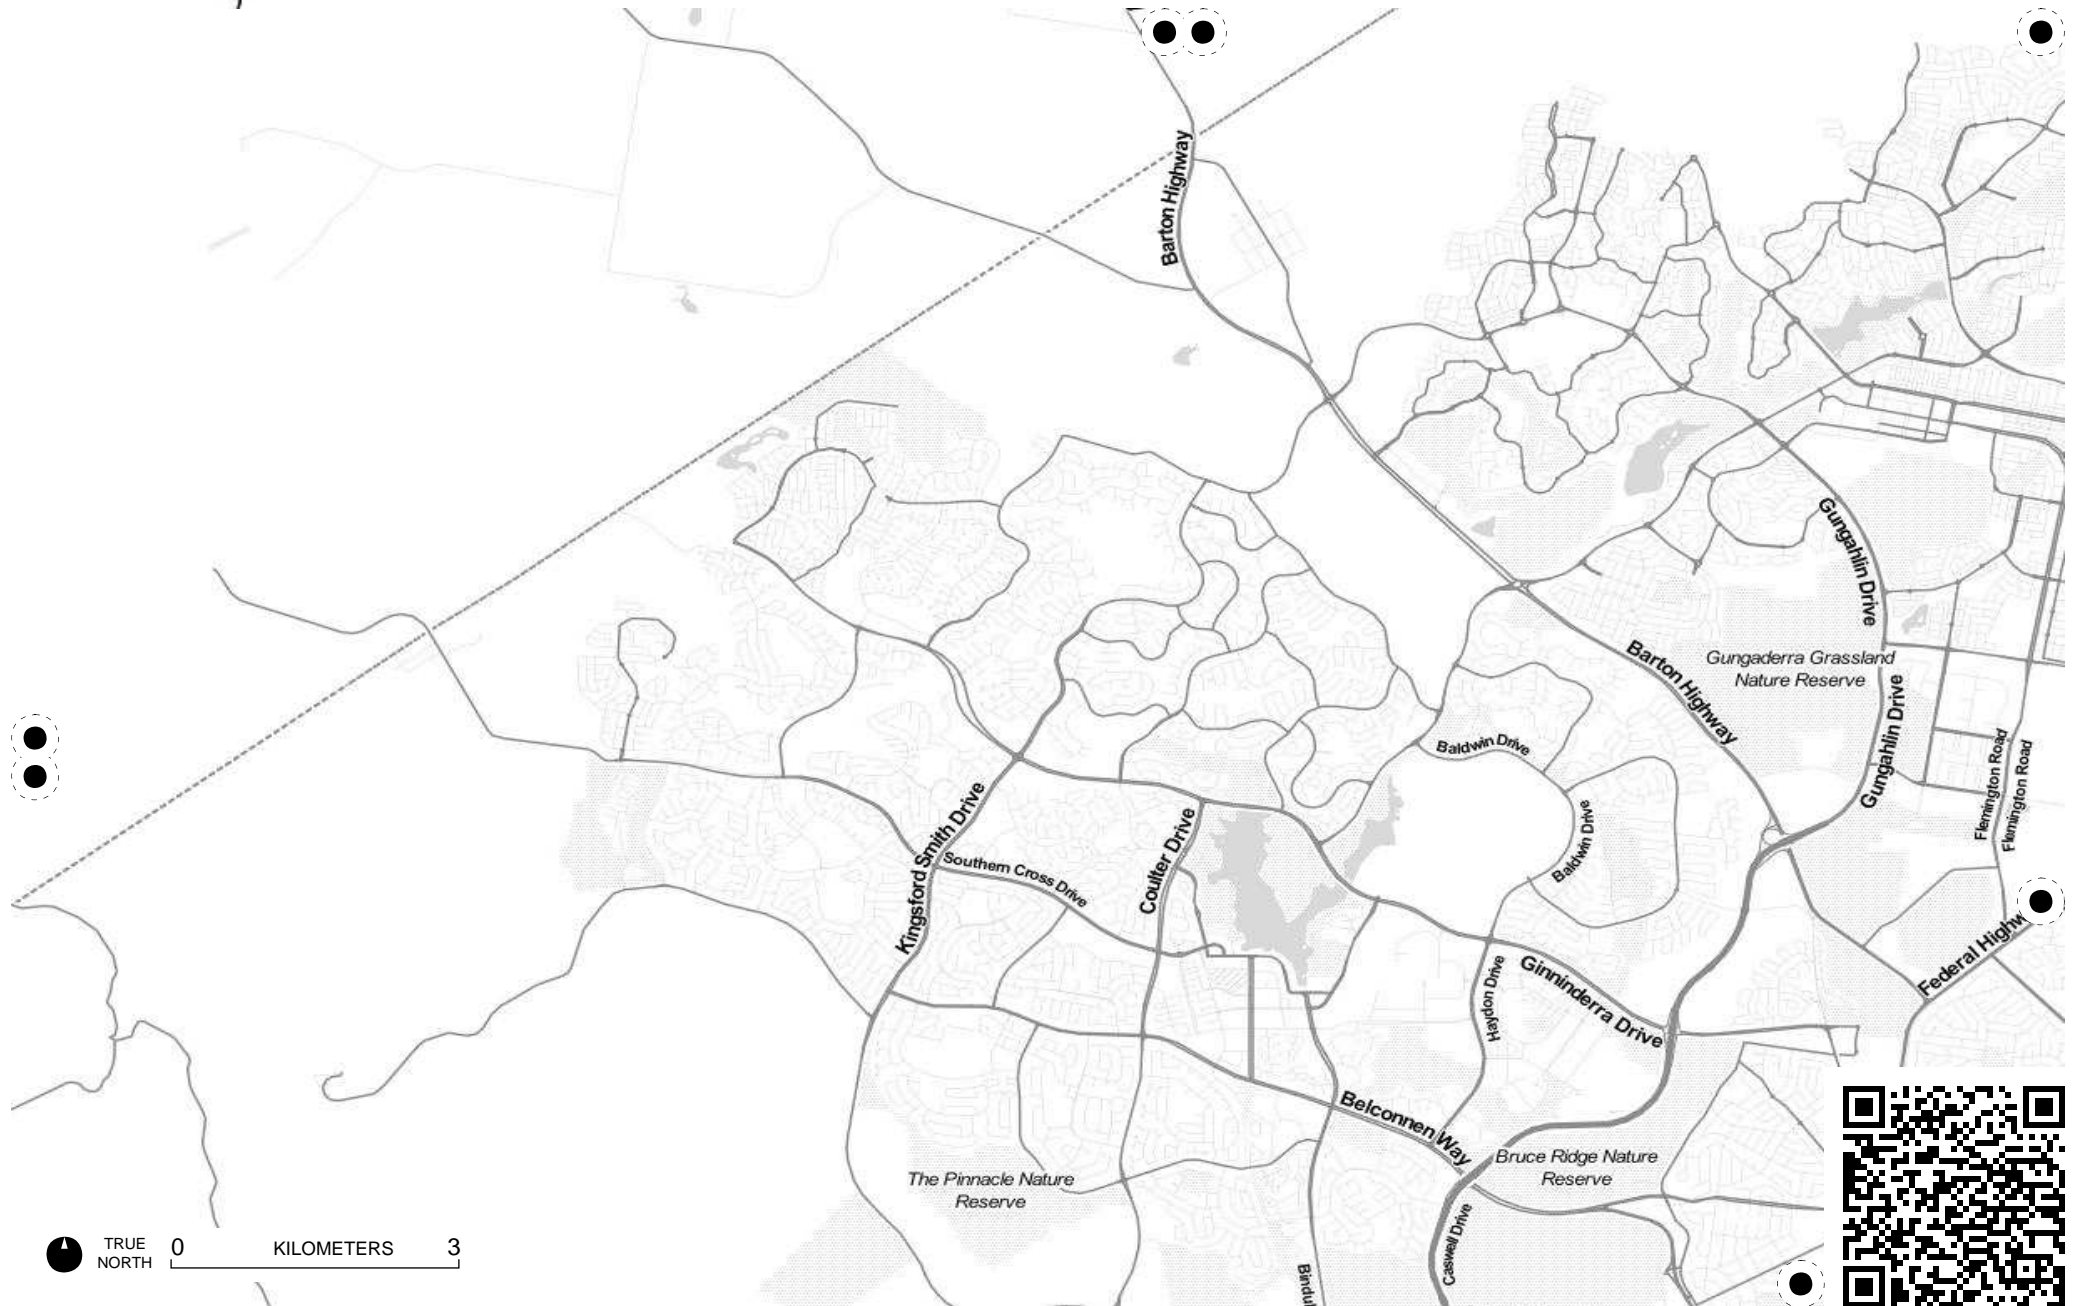 Barton Highway
Gungahlin Drive
Barton Highway
Gungaderra Grassland
Nature Reserve
Gungahlin Drive
Baldwin Drive
Flemington Road
Flemington Road
Kingsford Smith Drive
Coulter Drive
Baldwin Drive
Southern Cross Drive
Federal Highw
Haydon Drive
Ginninderra Drive
Belconnen Way
Bruce Ridge Nature
Reserve
The Pinnacle Nature
Reserve
Caswell Drive
Bindu
TRUE
NORTH
0 KILOMETERS 3